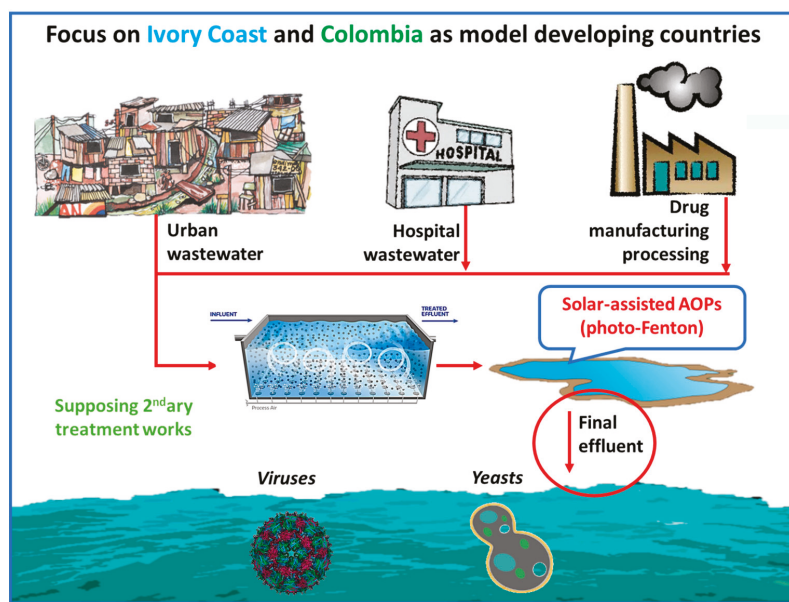 Focus on Ivory Coast and Colombia as model developing countries
HOSPITAL
Urban
wastewater
Hospital
wastewater
Drug
manufacturing
processing
INFLUENT
TREATED
EFFLUENT
Solar-assisted AOPs
(photo-Fenton)
Process Air
Supposing 2ndary
treatment works
Final
effluent
Viruses
Yeasts